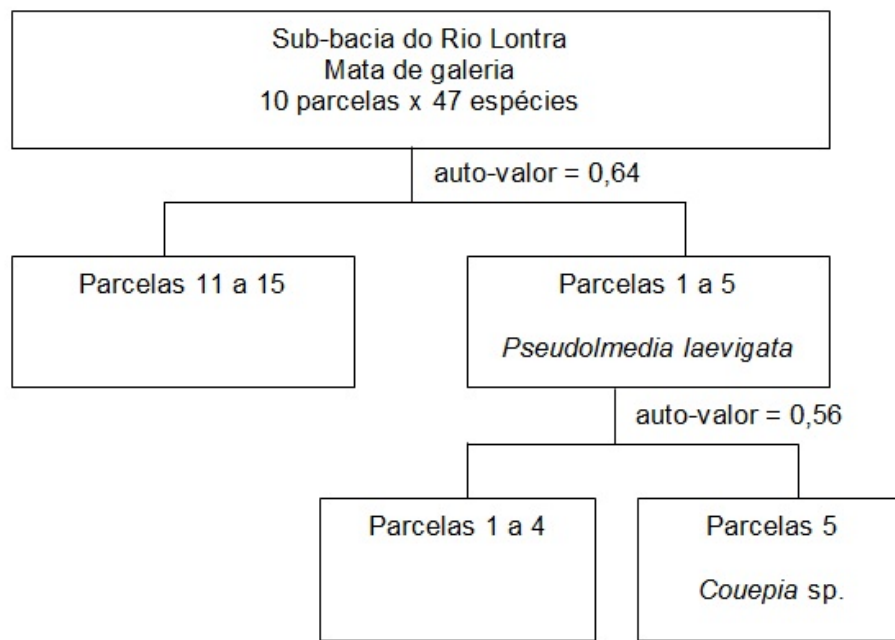 Sub-bacia do Rio Lontra
Mata de galeria
10 parcelas x 47 espécies
auto-valor = 0,64
Parcelas 11 a 15
Parcelas 1 a 5
Pseudolmedia laevigata
auto-valor = 0,56
Parcelas 1 a 4
Parcelas 5
Couepia sp.